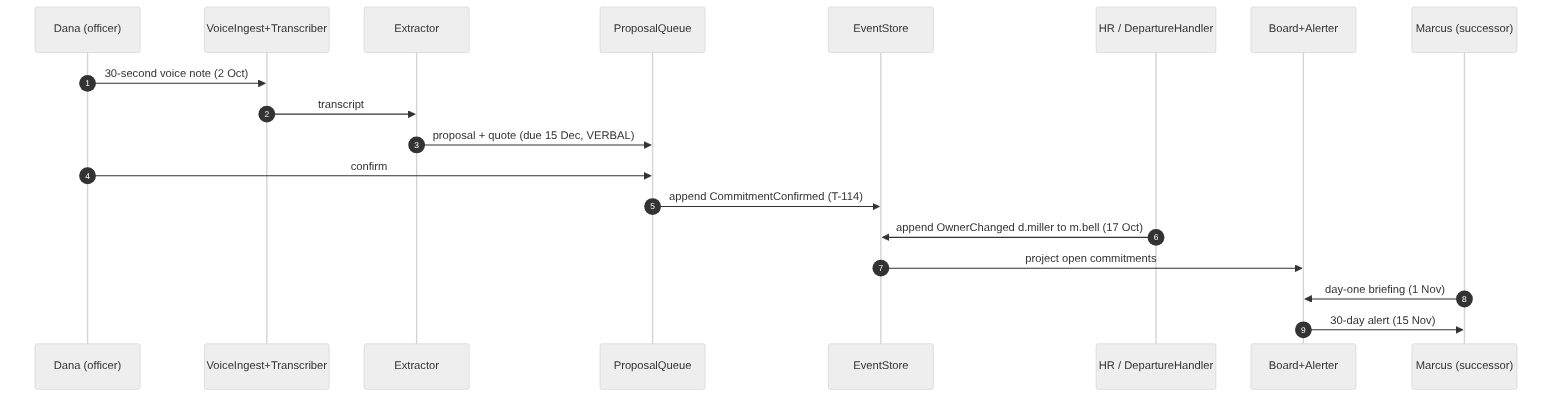 Dana (officer)
VoiceIngest+Transcriber
Extractor
ProposalQueue
EventStore
HR / DepartureHandler
Board+Alerter
Marcus (successor)
1 30-second voice note (2 Oct)
2 transcript
3 proposal + quote (due 15 Dec, VERBAL)
4 confirm
5 append CommitmentConfirmed (T-114)
append OwnerChanged d.miller to m.bell (17 Oct) 6
7 project open commitments
day-one briefing (1 Nov) 8
9 30-day alert (15 Nov)
Dana (officer)
VoiceIngest+Transcriber
Extractor
ProposalQueue
EventStore
HR / DepartureHandler
Board+Alerter
Marcus (successor)